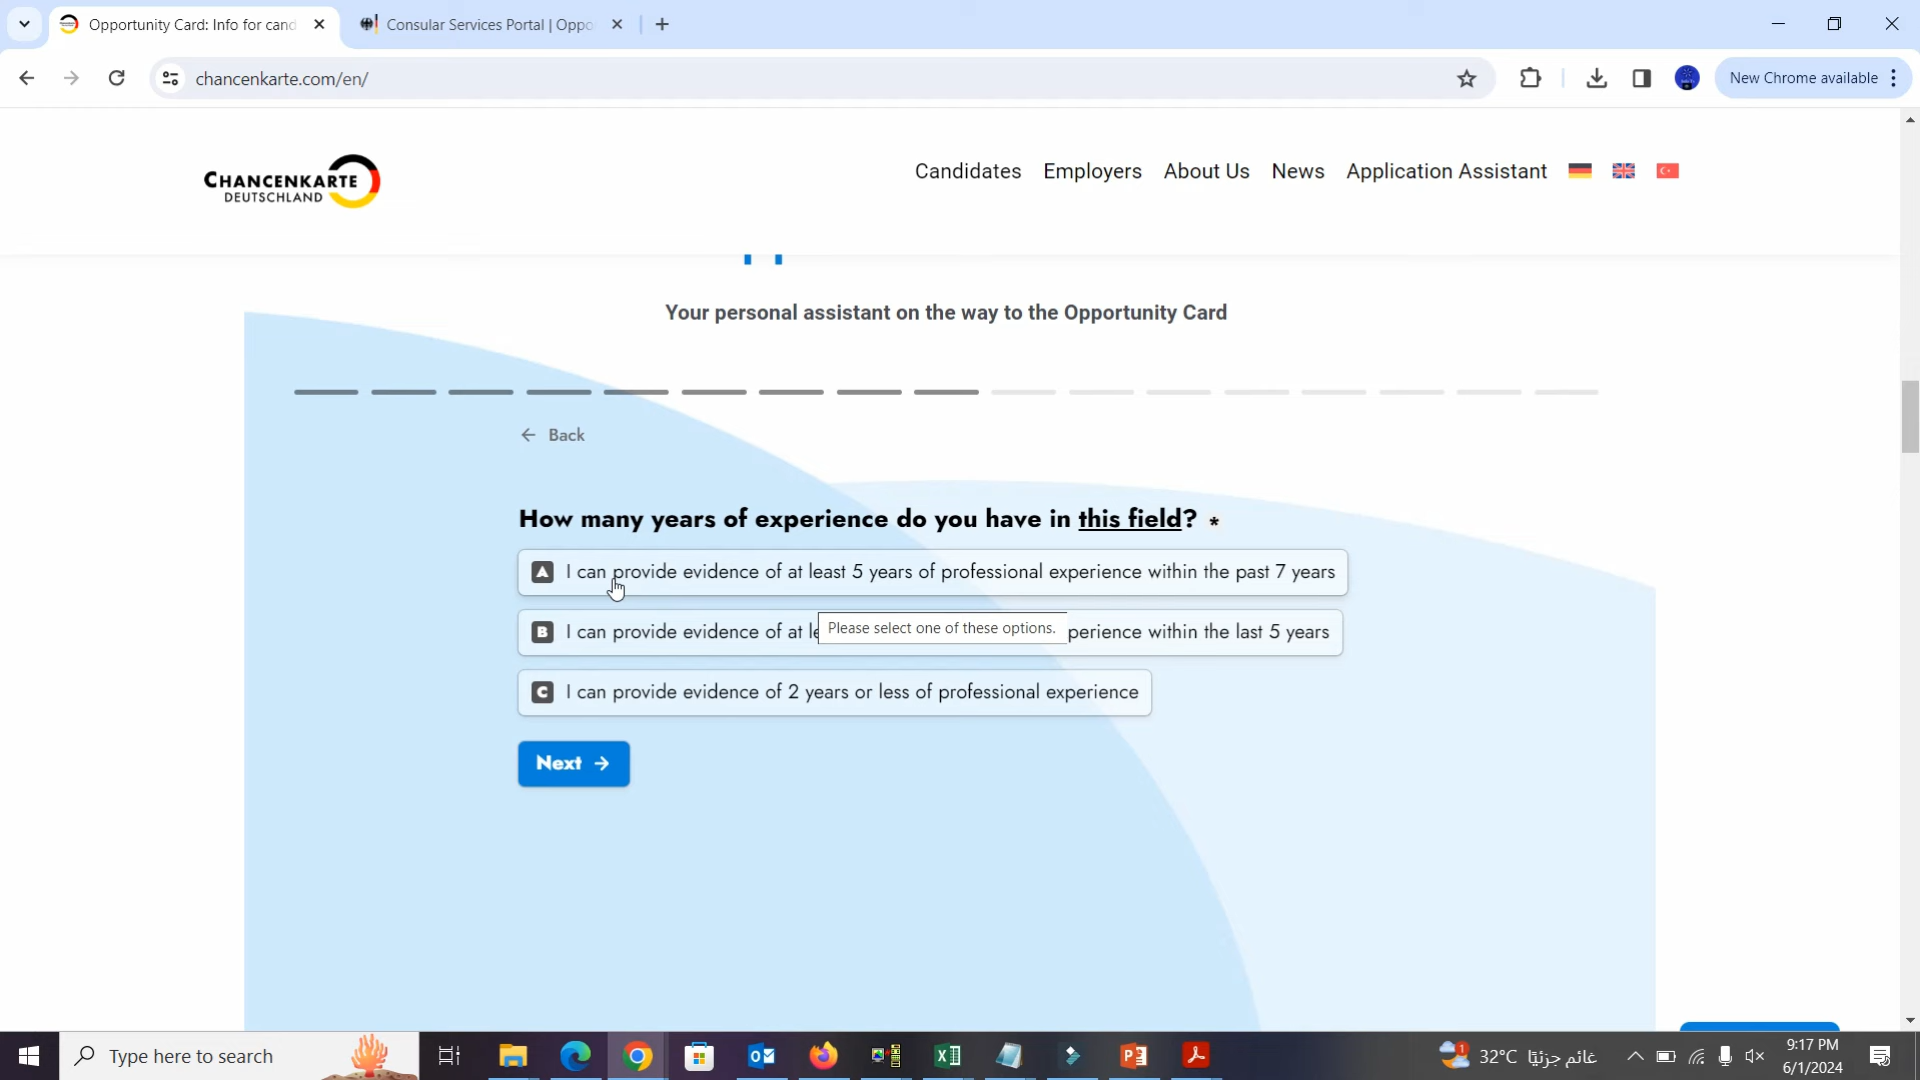 Opportunity Card: Info for cand
Consular Services Portal | Oppo
chancenkarte.com/en/
New Chrome available
CHANCENKARTE
DEUTSCHLAND
Candidates Employers About Us News Application Assistant
Your personal assistant on the way to the Opportunity Card
Back
How many years of experience do you have in this field? *
A I can provide evidence of at least 5 years of professional experience within the past 7 years
B I can provide evidence of at perience within the last 5 years
Please select one of these options.
C I can provide evidence of 2 years or less of professional experience
Next
Type here to search
1
32°C غائم جزئيًا
9:17 PM
6/1/2024